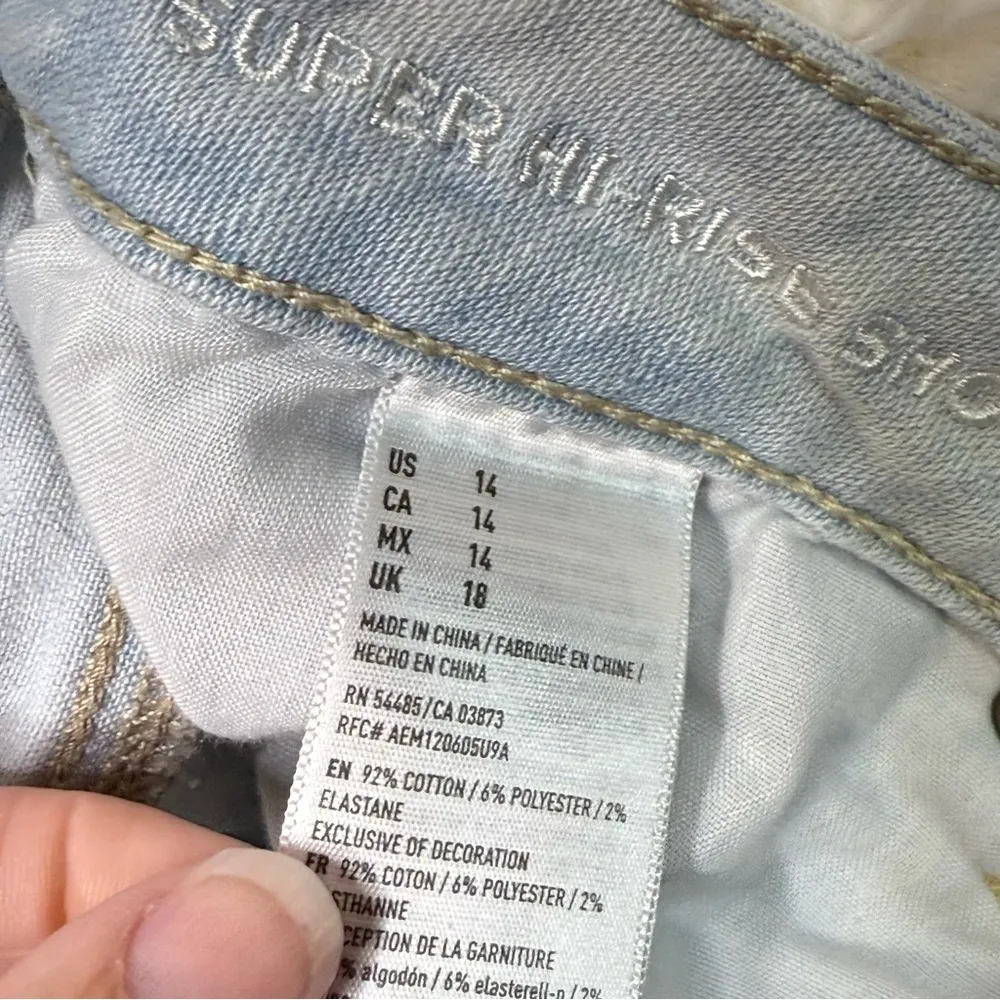 SUPER HI-RISE SHO
US 14
CA 14
MX 14
UK 18
MADE IN CHINA / FABRIQUÉ EN CHINE /
HECHO EN CHINA
RN 54485/CA 03873
RFC# AEM120605U9A
EN 92% COTTON / 6% POLYESTER / 2%
ELASTANE
EXCLUSIVE OF DECORATION
FR 92% COTON / 6% POLYESTER / 2%
STHANNE
CEPTION DE LA GARNITURE
% algodón / 6% elasterell-p / 2%